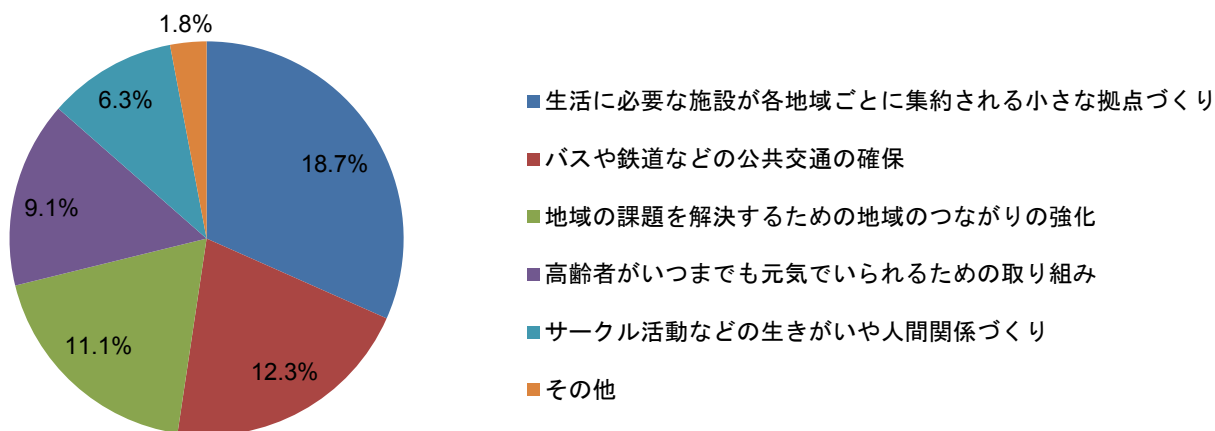 1.8%
6.3%
18.7%
9.1%
11.1%
12.3%
生活に必要な施設が各地域ごとに集約される小さな拠点づくり
バスや鉄道などの公共交通の確保
地域の課題を解決するための地域のつながりの強化
高齢者がいつまでも元気でいられるための取り組み
サークル活動などの生きがいや人間関係づくり
その他